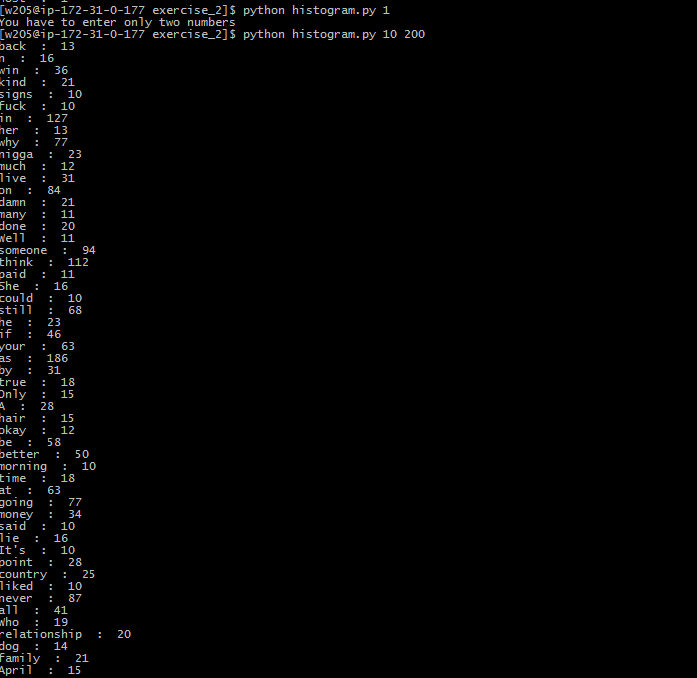 [w205@ip-172-31-0-177 exercise_2]$ python histogram.py 1
You have to enter only two numbers
[w205@ip-172-31-0-177 exercise_2]$ python histogram.py 10 200
back : 13
n : 16
win : 36
kind : 21
signs : 10
fuck : 10
in : 127
her : 13
why : 77
nigga : 23
much : 12
live : 31
on : 84
damn : 21
many : 11
done : 20
Well : 11
someone : 94
think : 112
paid : 11
She : 16
could : 10
still : 68
he : 23
if : 46
your : 63
as : 186
by : 31
true : 18
Only : 15
A : 28
hair : 15
okay : 12
be : 58
better : 50
morning : 10
time : 18
at : 63
going : 77
money : 34
said : 10
lie : 16
It's : 10
point : 28
country : 25
liked : 10
never : 87
all : 41
Who : 19
relationship : 20
dog : 14
family : 21
April : 15